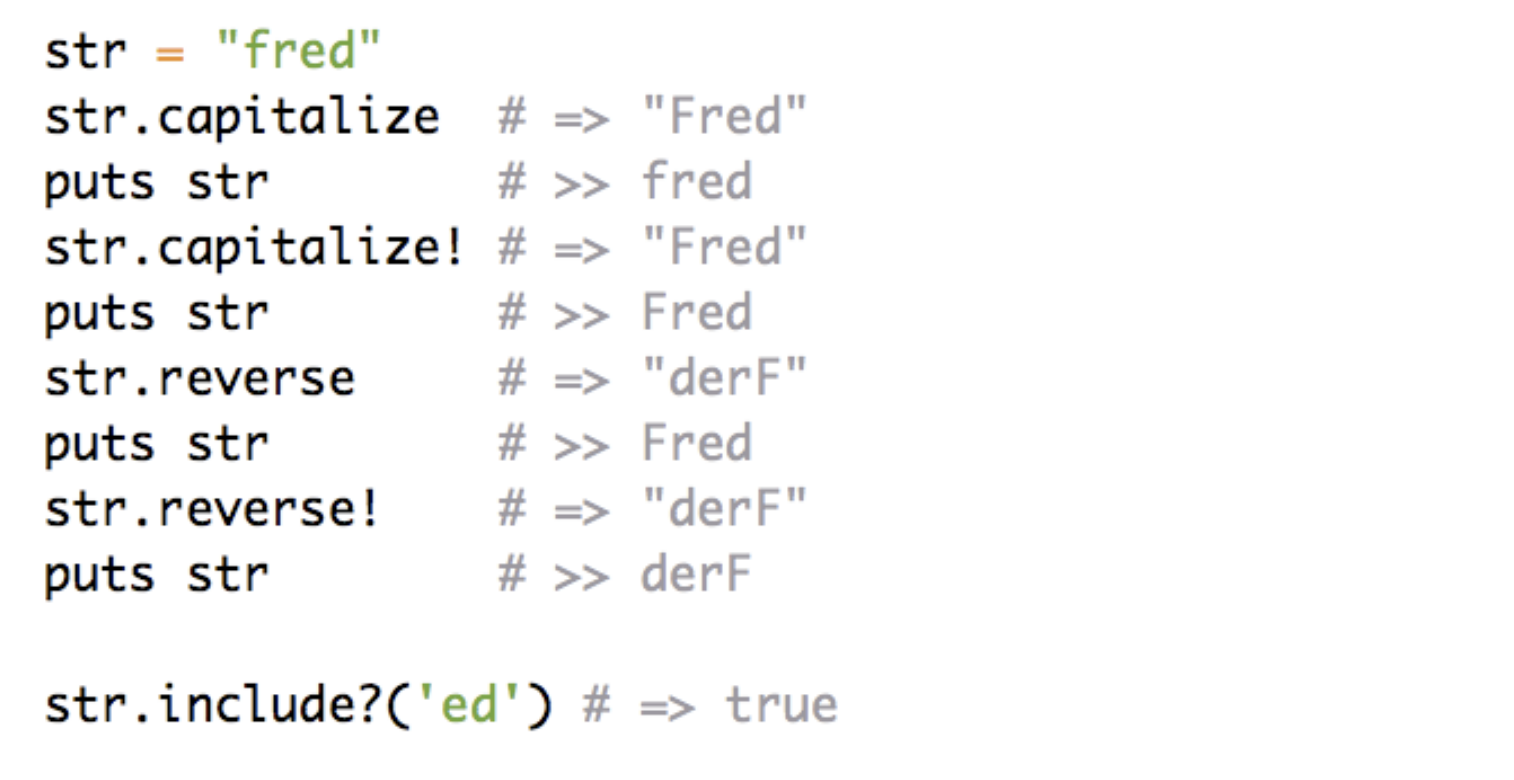 str = "fred"
str.capitalize  # => "Fred"
puts str        # >> fred
str.capitalize! # => "Fred"
puts str        # >> Fred
str.reverse     # => "derF"
puts str        # >> Fred
str.reverse!    # => "derF"
puts str        # >> derF

str.include?('ed') # => true